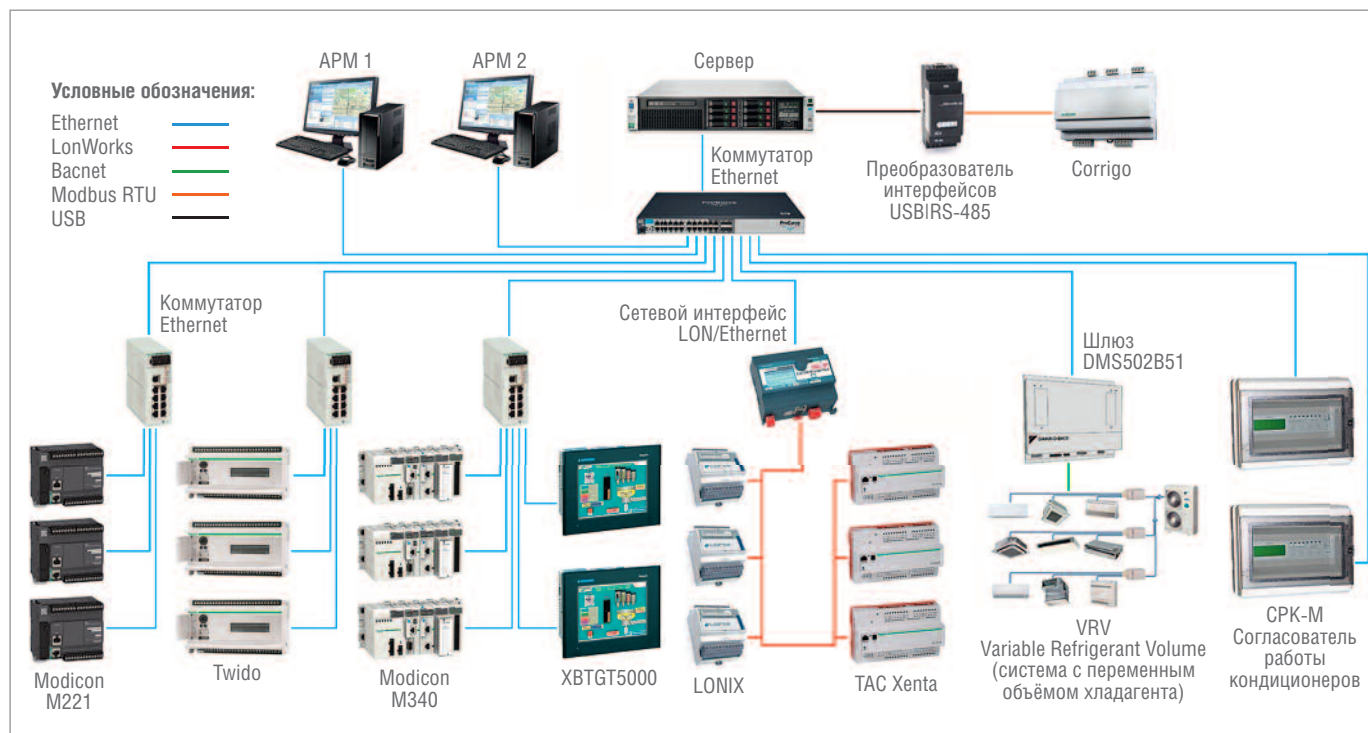 АРМ 1
АРМ 2
Сервер
Условные обозначения:
Ethernet
LonWorks
Bacnet
Modbus RTU
USB
Коммутатор
Ethernet
Преобразователь
интерфейсов
USBIRS-485
Corrigo
Коммутатор
Ethernet
Сетевой интерфейс
LON/Ethernet
Шлюз
DMS502B51
Modicon
M221
Twido
Modicon
M340
XBTGT5000
LONIX
TAC Xenta
VRV
Variable Refrigerant Volume
(система с переменным
объёмом хладагента)
СРК-М
Согласователь
работы
кондиционеров